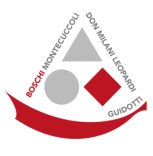 BOSCHI MONTECUCCOLI
DON MILANI LEOPARDI
GUIDOTTI